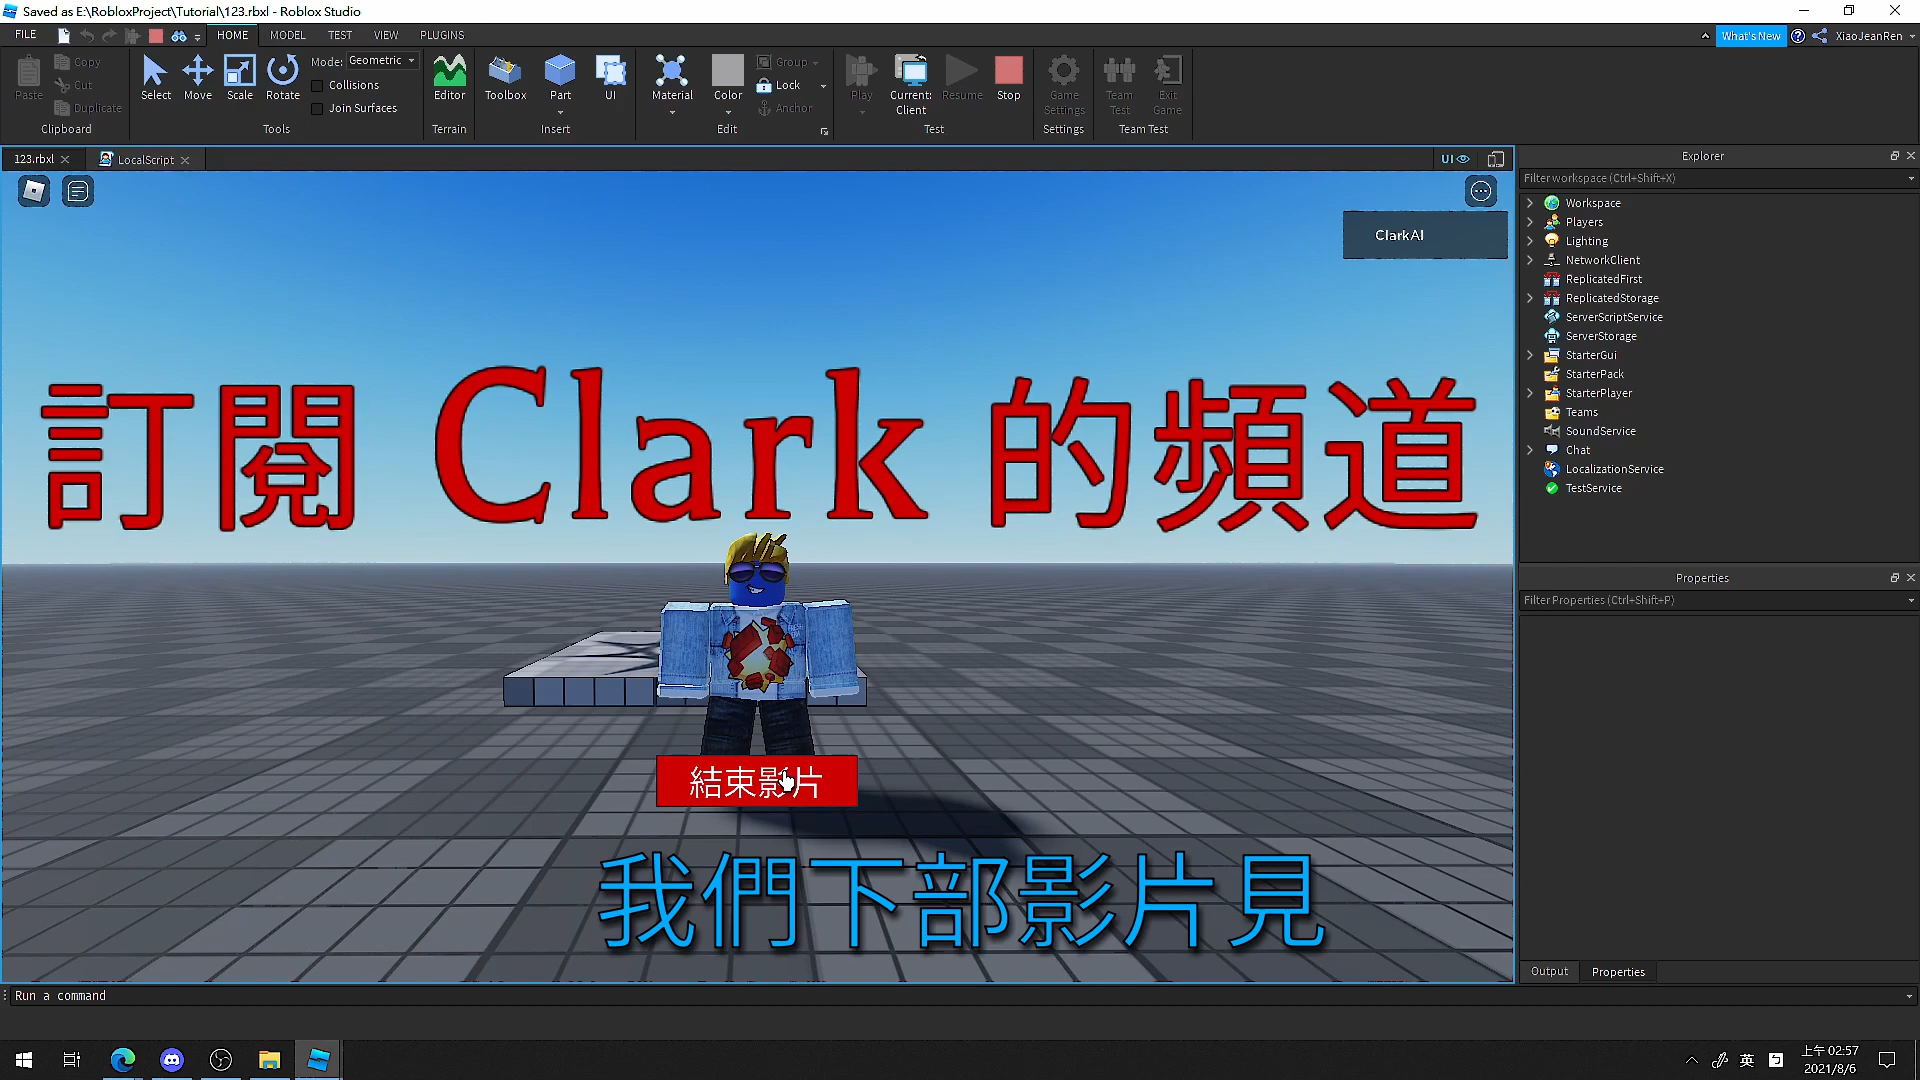 Saved as E:\RobloxProject\Tutorial\123.rbxl - Roblox Studio
FILE HOME MODEL TEST VIEW PLUGINS What's New XiaoJeanRen
Paste Copy Cut Duplicate Clipboard
Select Move Scale Rotate Mode: Geometric Collisions Join Surfaces Tools
Editor Terrain
Toolbox Part UI Insert
Material Color Group Lock Anchor Edit
Play Current: Client Resume Stop Test
Game Settings Settings
Team Test Exit Game Team Test
123.rbxl LocalScript UI
ClarkAI
訂閱 Clark 的頻道
結束影片
我們下部影片見
Explorer
Filter workspace (Ctrl+Shift+X)
Workspace
Players
Lighting
NetworkClient
ReplicatedFirst
ReplicatedStorage
ServerScriptService
ServerStorage
StarterGui
StarterPack
StarterPlayer
Teams
SoundService
Chat
LocalizationService
TestService
Properties
Filter Properties (Ctrl+Shift+P)
Output Properties
Run a command
英
上午 02:57
2021/8/6